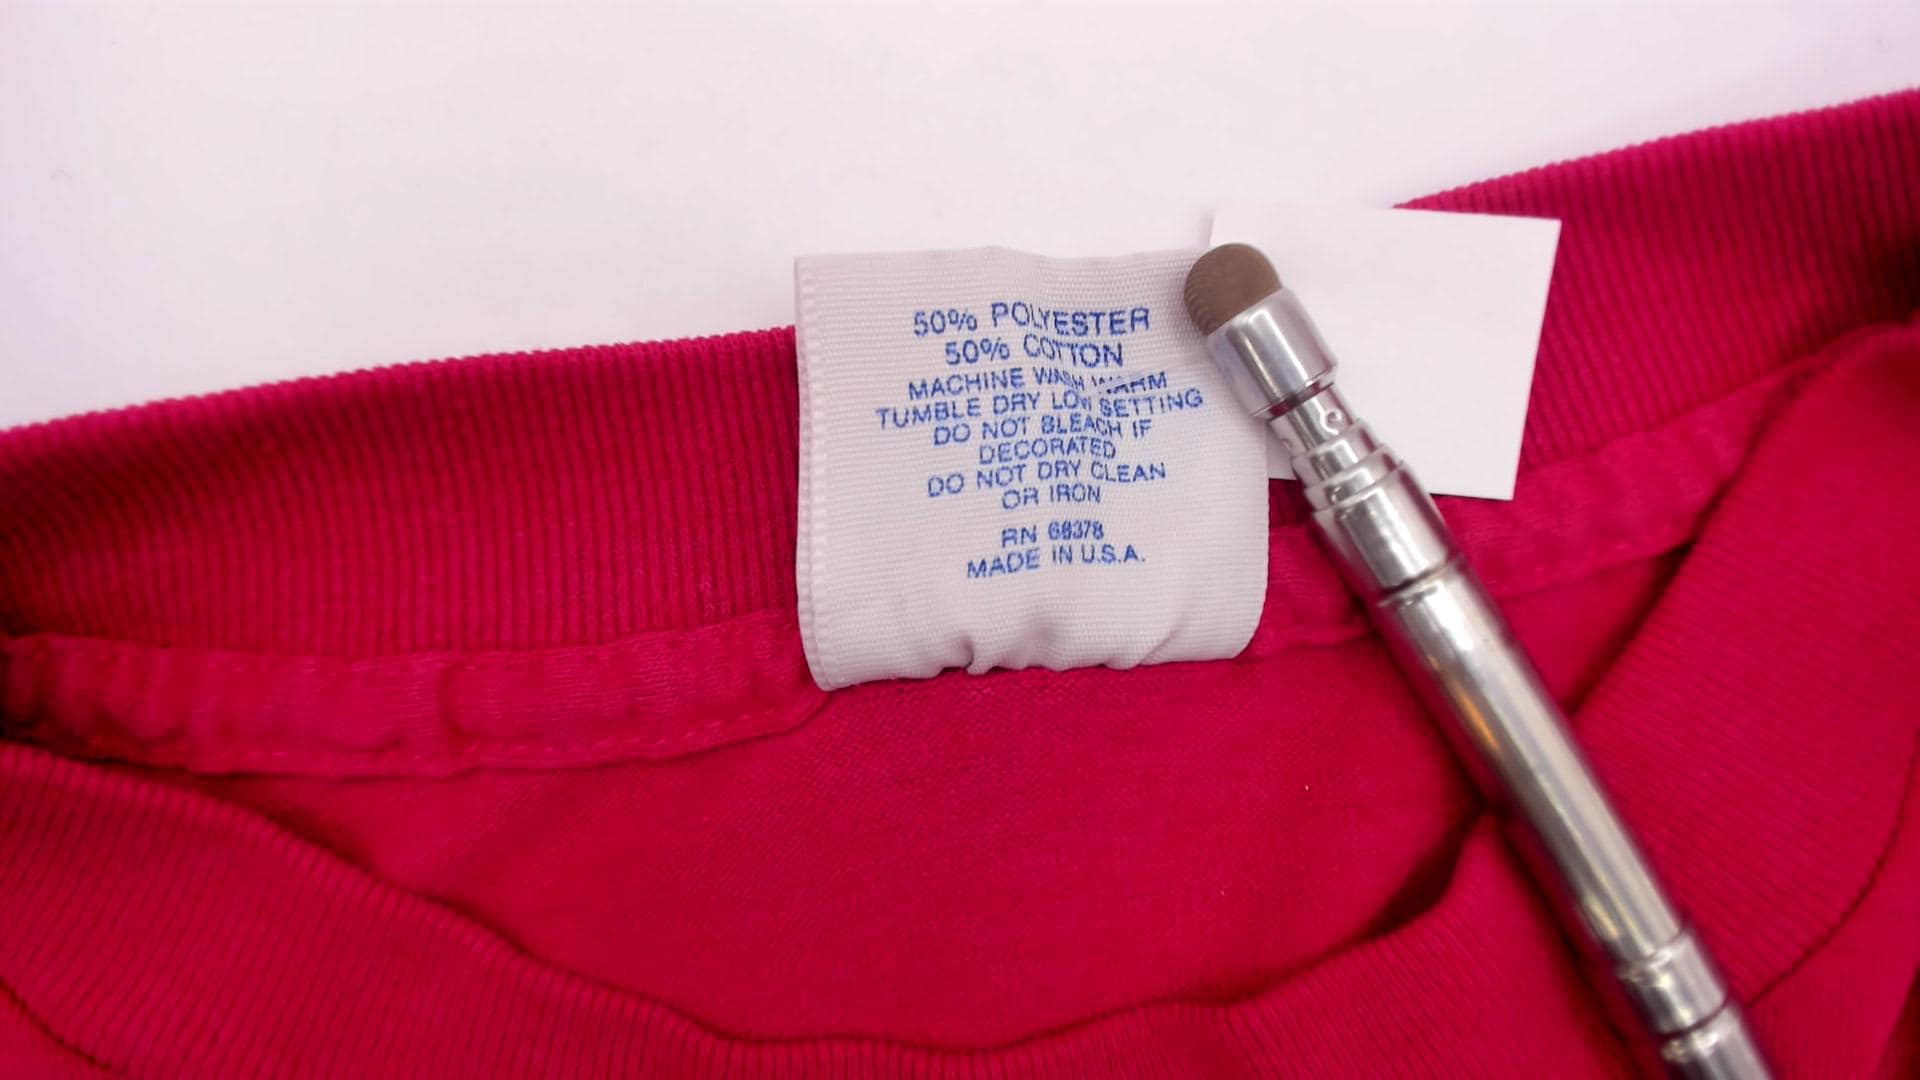 50% POLYESTER
50% COTTON
MACHINE WASH WARM
TUMBLE DRY LOW SETTING
DO NOT BLEACH IF
DECORATED
DO NOT DRY CLEAN
OR IRON
RN
MADE IN U.S.A.